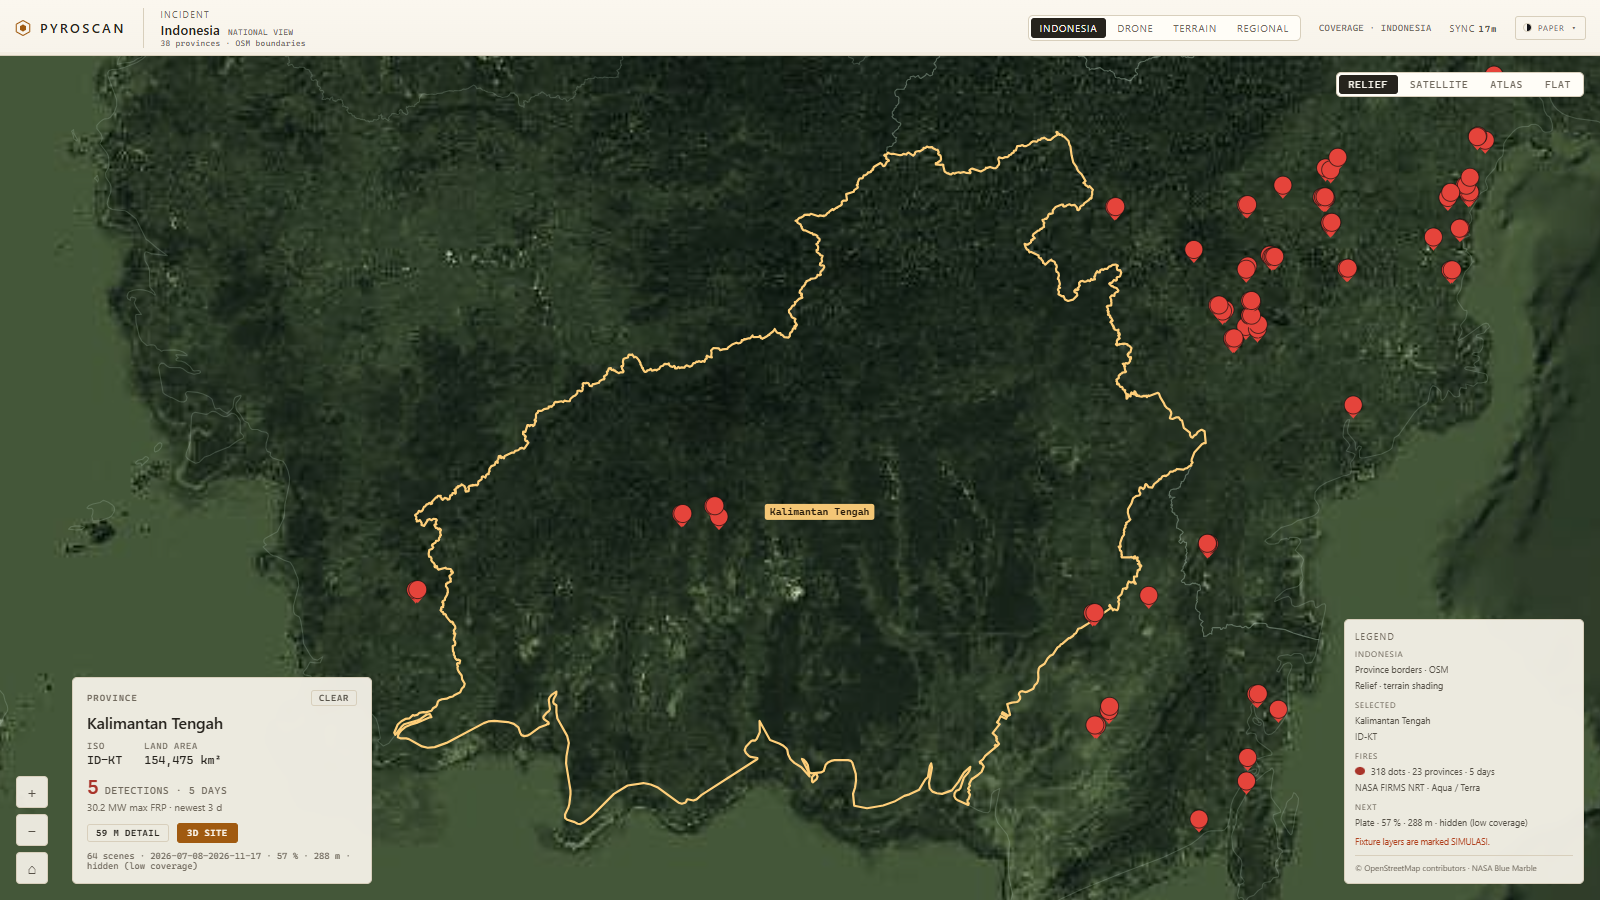 PYROSCAN
INCIDENT
Indonesia NATIONAL VIEW
38 provinces · OSM boundaries
INDONESIA DRONE TERRAIN REGIONAL
COVERAGE · INDONESIA
SYNC 17m
PAPER
RELIEF SATELLITE ATLAS FLAT
Kalimantan Tengah
PROVINCE
CLEAR
Kalimantan Tengah
ISO LAND AREA
ID-KT 154,475 km²
5 DETECTIONS · 5 DAYS
30.2 MW max FRP · newest 3 d
59 M DETAIL 3D SITE
64 scenes · 2026-07-08–2026-11-17 · 57 % · 288 m ·
hidden (low coverage)
+
−
LEGEND
INDONESIA
Province borders · OSM
Relief · terrain shading
SELECTED
Kalimantan Tengah
ID-KT
FIRES
318 dots · 23 provinces · 5 days
NASA FIRMS NRT · Aqua / Terra
NEXT
Plate · 57 % · 288 m · hidden (low coverage)
Fixture layers are marked SIMULASI.
© OpenStreetMap contributors · NASA Blue Marble